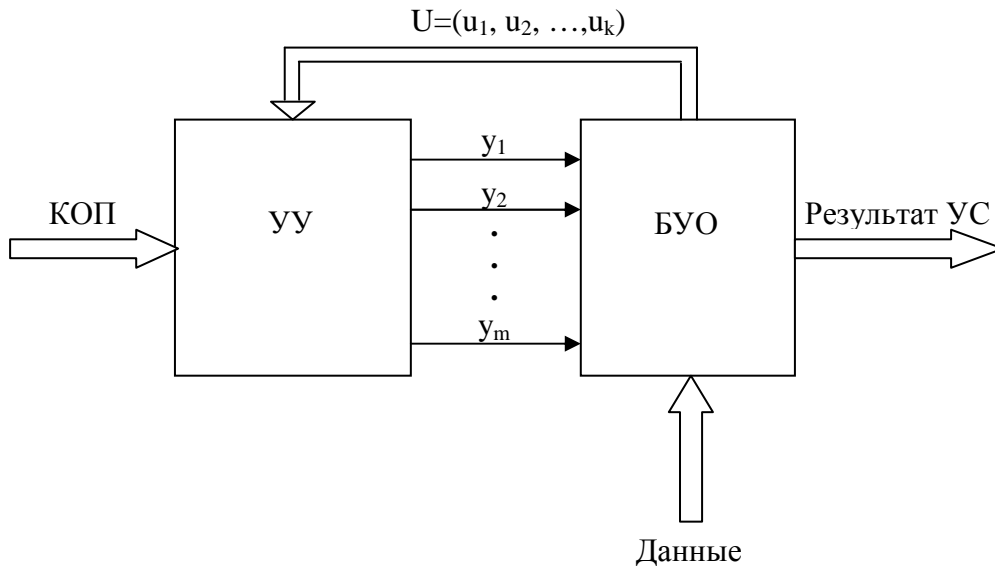 U=(u₁, u₂, …,uₖ)
y₁
КОП
УУ
y₂
БУО
Результат УС
.
.
.
yₘ
Данные